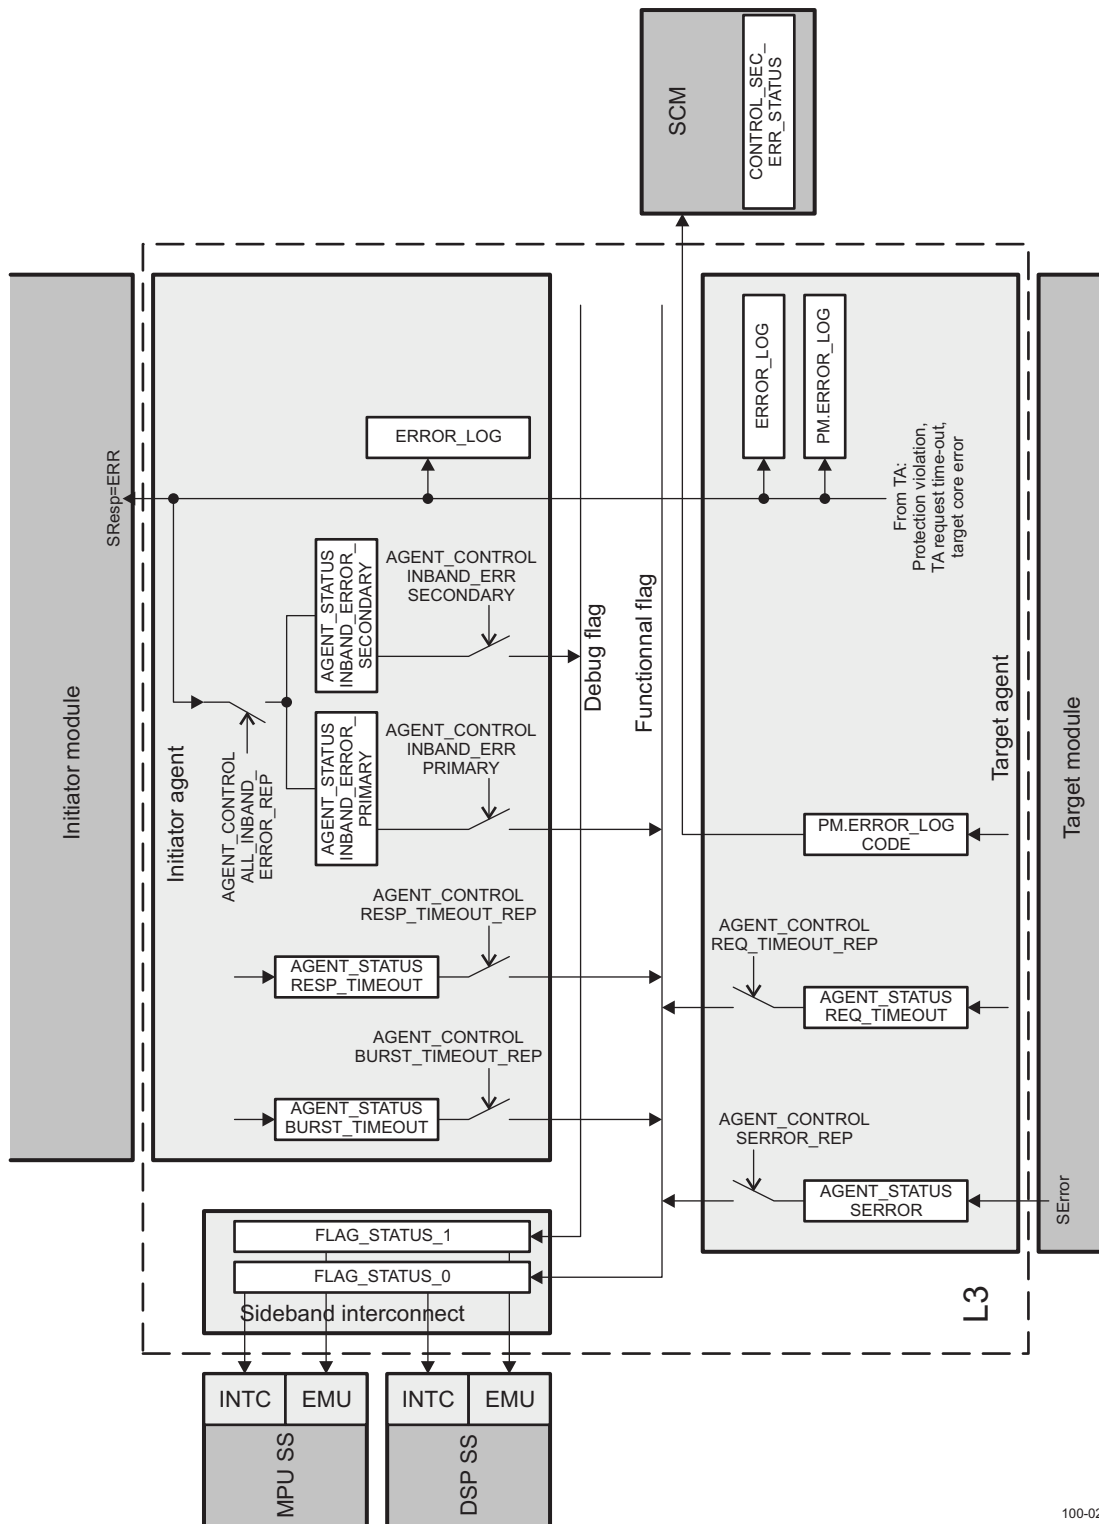 SCM
CONTROL_SEC_
ERR_STATUS
Initiator module
SResp=ERR
ERROR_LOG
ERROR_LOG
PM.ERROR_LOG
From TA:
Protection violation,
TA request time-out,
target core error
AGENT_STATUS
INBAND_ERROR_
SECONDARY
AGENT_CONTROL
INBAND_ERR
SECONDARY
Debug flag
Functionnal flag
Initiator agent
AGENT_CONTROL
ALL_INBAND_
ERROR_REP
AGENT_STATUS
INBAND_ERROR_
PRIMARY
AGENT_CONTROL
INBAND_ERR
PRIMARY
Target agent
Target module
PM.ERROR_LOG
CODE
AGENT_CONTROL
RESP_TIMEOUT_REP
AGENT_STATUS
RESP_TIMEOUT
AGENT_CONTROL
REQ_TIMEOUT_REP
AGENT_STATUS
REQ_TIMEOUT
AGENT_CONTROL
BURST_TIMEOUT_REP
AGENT_STATUS
BURST_TIMEOUT
AGENT_CONTROL
SERROR_REP
AGENT_STATUS
SERROR
SError
FLAG_STATUS_1
FLAG_STATUS_0
Sideband interconnect
L3
INTC
EMU
MPU SS
INTC
EMU
DSP SS
100-02